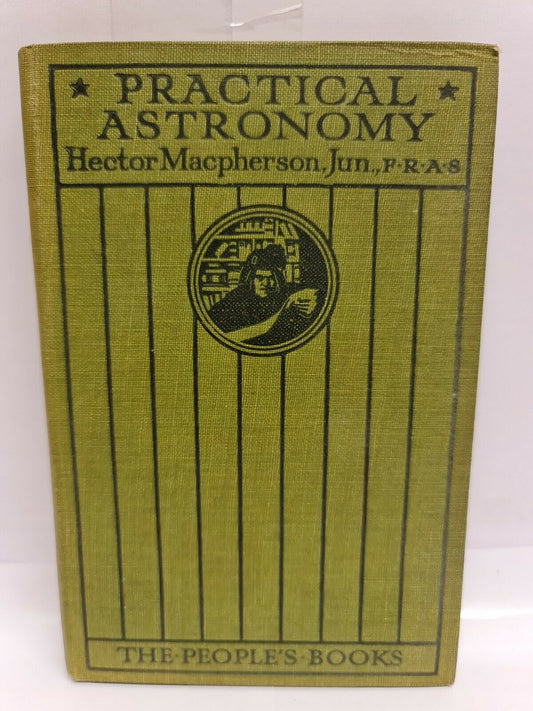 PRACTICAL
ASTRONOMY
Hector Macpherson, Jun., F·R·A·S
THE·PEOPLE'S·BOOKS